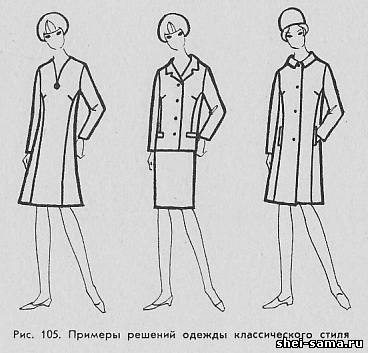 Рис. 105. Примеры решений одежды классического стиля
shei-sama.ru